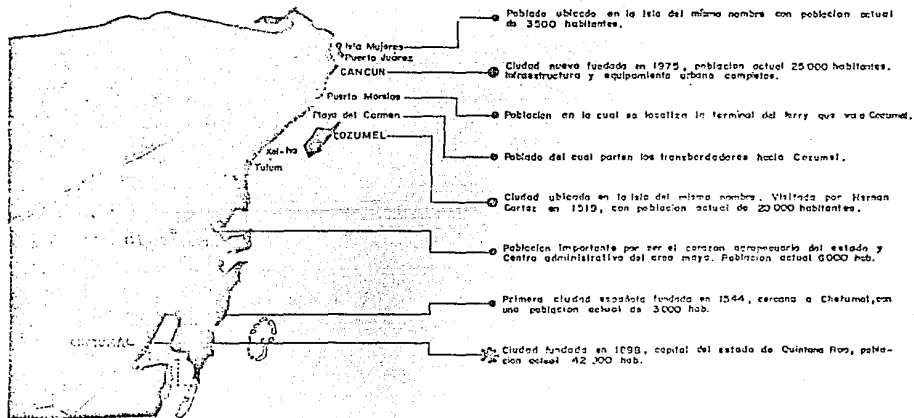 Poblado ubicado en la isla del mismo nombre con poblacion actual
de 3500 habitantes.
Isla Mujeres
Puerto Juárez
CANCUN
Ciudad nueva fundada en 1975, poblacion actual 25000 habitantes.
Infraestructura y equipamiento urbano completos.
Puerto Morelos
Poblacion en la cual se localiza la terminal del ferry que va a Cozumel.
Playa del Carmen
COZUMEL
Xel-ha
Tulum
Poblado del cual parten los transbordadores hacia Cozumel.
Ciudad ubicada en la isla del mismo nombre. Visitada por Hernan
Cortez en 1519, con poblacion actual de 20000 habitantes.
Poblacion importante por ser el corazon agropecuario del estado y
Centro administrativo del area maya. Poblacion actual 6000 hab.
Primera ciudad española fundada en 1544, cercana a Chetumal, con
una poblacion actual de 3000 hab.
CHETUMAL
Ciudad fundada en 1898, capital del estado de Quintana Roo, pobla-
cion actual 42 000 hab.